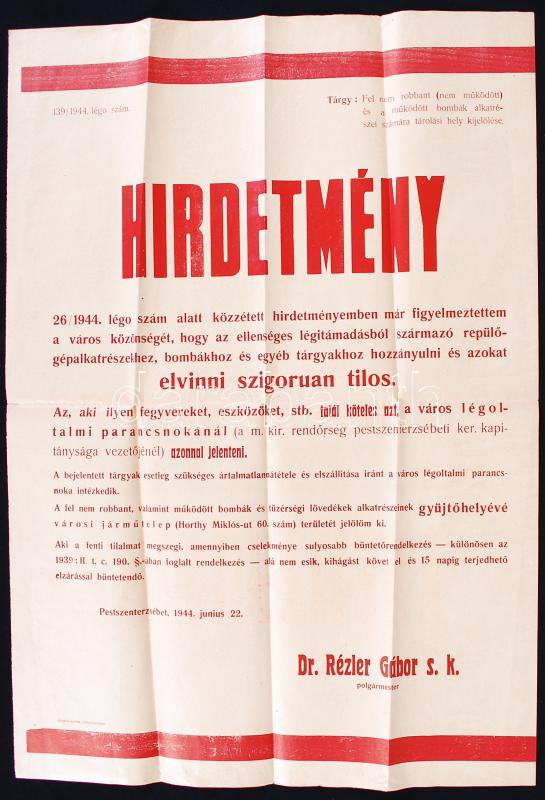 139/1944. légo szám.
Tárgy: Fel nem robbant (nem működött)
és a működött bombák alkatré-
szei számára tárolási hely kijelölése.
HIRDETMÉNY
26/1944. légo szám alatt közzétett hirdetményemben már figyelmeztettem
a város közönségét, hogy az ellenséges légitámadásból származó repülő-
gépalkatrészekhez, bombákhoz és egyéb tárgyakhoz hozzányulni és azokat
elvinni szigoruan tilos.
Az, aki ilyen fegyvereket, eszközöket, stb. talál köteles azt, a város légol-
talmi parancsnokánál (a m. kir. rendőrség pestszenterzsébeti ker. kapi-
tánysága vezetőjénél) azonnal jelenteni.
A bejelentett tárgyak esetleg szükséges ártalmatlanná tétele és elszállítása iránt a város légoltalmi parancs-
noka intézkedik.
A fel nem robbant, valamint működött bombák és tüzérségi lövedékek alkatrészeinek gyüjtőhelyévé
városi járműtelep (Horthy Miklós-ut 60. szám) területét jelölöm ki.
Aki a fenti tilalmat megszegi, amennyiben cselekménye sulyosabb büntetőrendelkezés — különösen az
1939: II. t. c. 190. §-ában foglalt rendelkezés — alá nem esik, kihágást követ el és 15 napig terjedhető
elzárással büntetendő.
Pestszenterzsébet, 1944. junius 22.
Dr. Rézler Gábor s. k.
polgármester